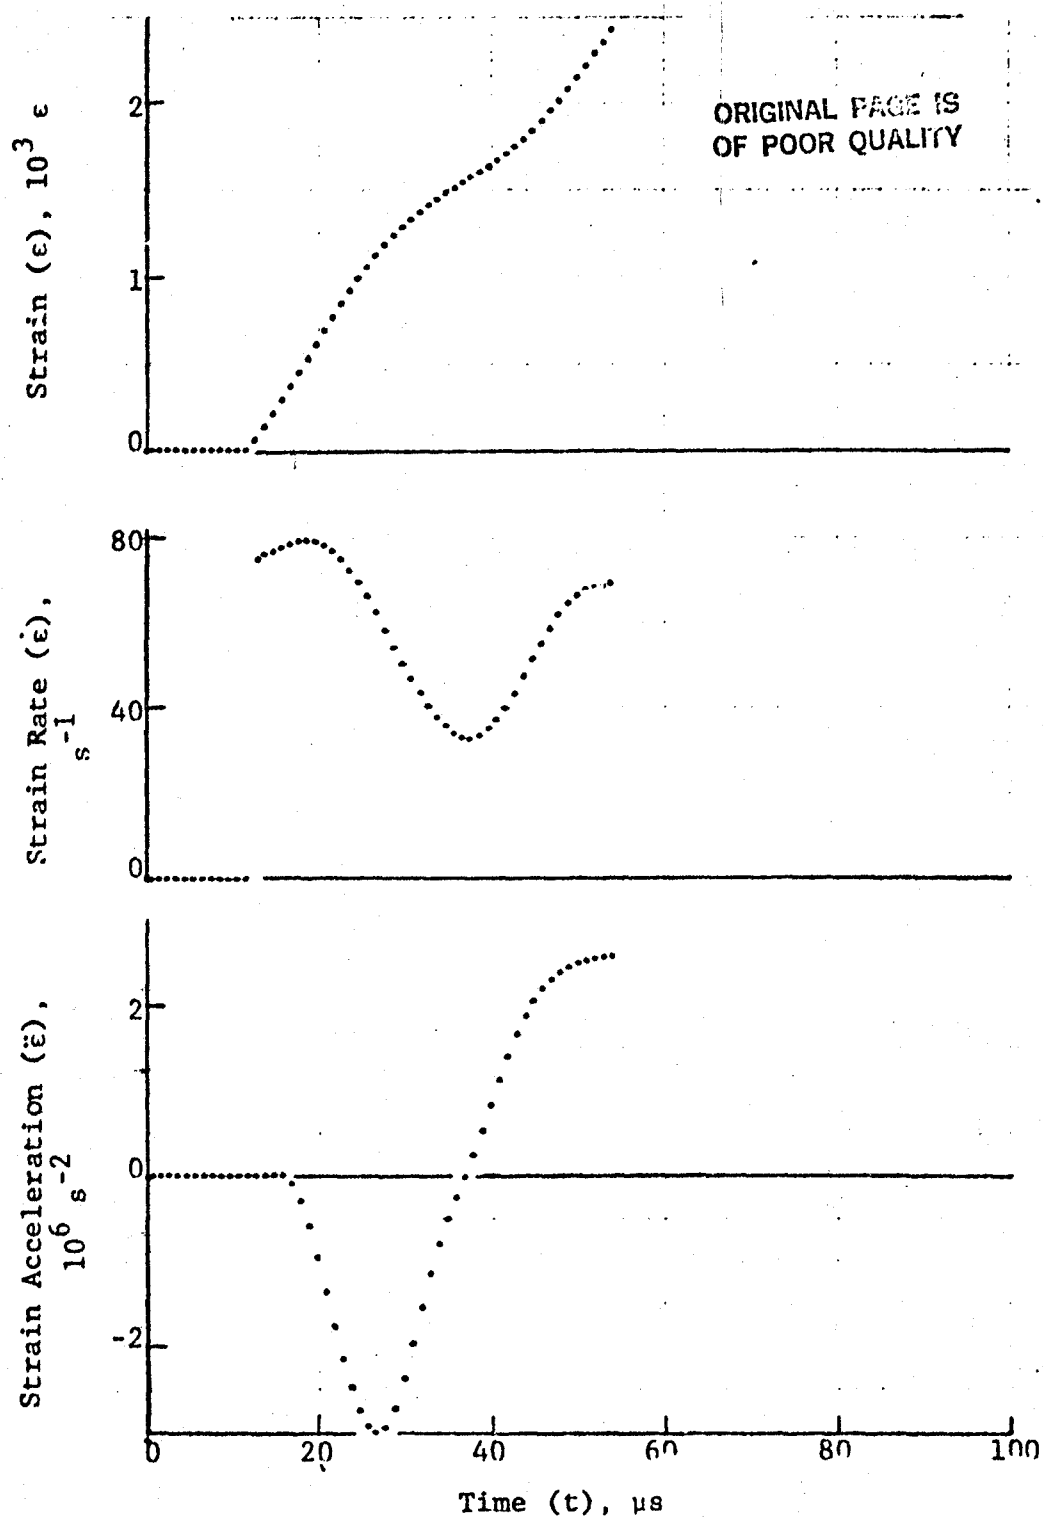 Strain (ε), 10³ ε
2
1
0
ORIGINAL PAGE IS
OF POOR QUALITY
Strain Rate (ε̇),
s⁻¹
80
40
0
Strain Acceleration (ε̈),
10⁶ s⁻²
2
0
-2
0 20 40 60 80 100
Time (t), μs